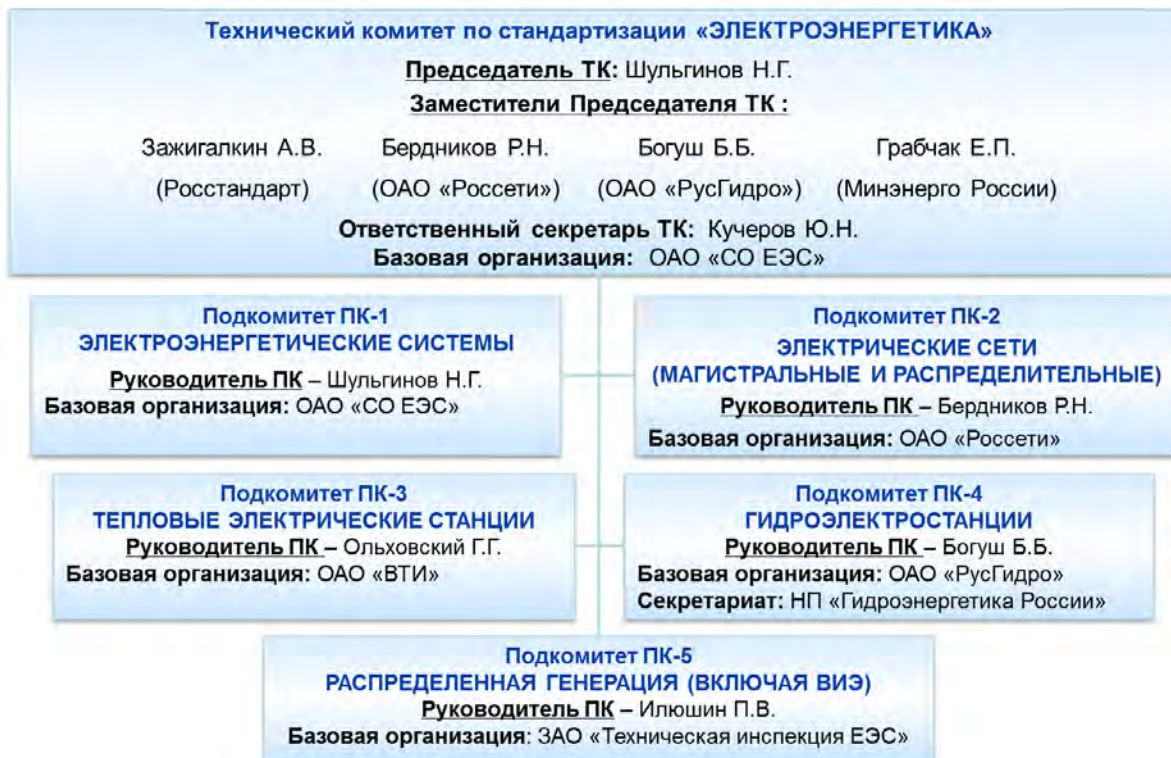 Технический комитет по стандартизации «ЭЛЕКТРОЭНЕРГЕТИКА»
Председатель ТК: Шульгинов Н.Г.
Заместители Председателя ТК :
Зажигалкин А.В. Бердников Р.Н. Богуш Б.Б. Грабчак Е.П.
(Росстандарт) (ОАО «Россети») (ОАО «РусГидро») (Минэнерго России)
Ответственный секретарь ТК: Кучеров Ю.Н.
Базовая организация: ОАО «СО ЕЭС»
Подкомитет ПК-1
ЭЛЕКТРОЭНЕРГЕТИЧЕСКИЕ СИСТЕМЫ
Руководитель ПК – Шульгинов Н.Г.
Базовая организация: ОАО «СО ЕЭС»
Подкомитет ПК-2
ЭЛЕКТРИЧЕСКИЕ СЕТИ
(МАГИСТРАЛЬНЫЕ И РАСПРЕДЕЛИТЕЛЬНЫЕ)
Руководитель ПК – Бердников Р.Н.
Базовая организация: ОАО «Россети»
Подкомитет ПК-3
ТЕПЛОВЫЕ ЭЛЕКТРИЧЕСКИЕ СТАНЦИИ
Руководитель ПК – Ольховский Г.Г.
Базовая организация: ОАО «ВТИ»
Подкомитет ПК-4
ГИДРОЭЛЕКТРОСТАНЦИИ
Руководитель ПК – Богуш Б.Б.
Базовая организация: ОАО «РусГидро»
Секретариат: НП «Гидроэнергетика России»
Подкомитет ПК-5
РАСПРЕДЕЛЕННАЯ ГЕНЕРАЦИЯ (ВКЛЮЧАЯ ВИЭ)
Руководитель ПК – Илюшин П.В.
Базовая организация: ЗАО «Техническая инспекция ЕЭС»